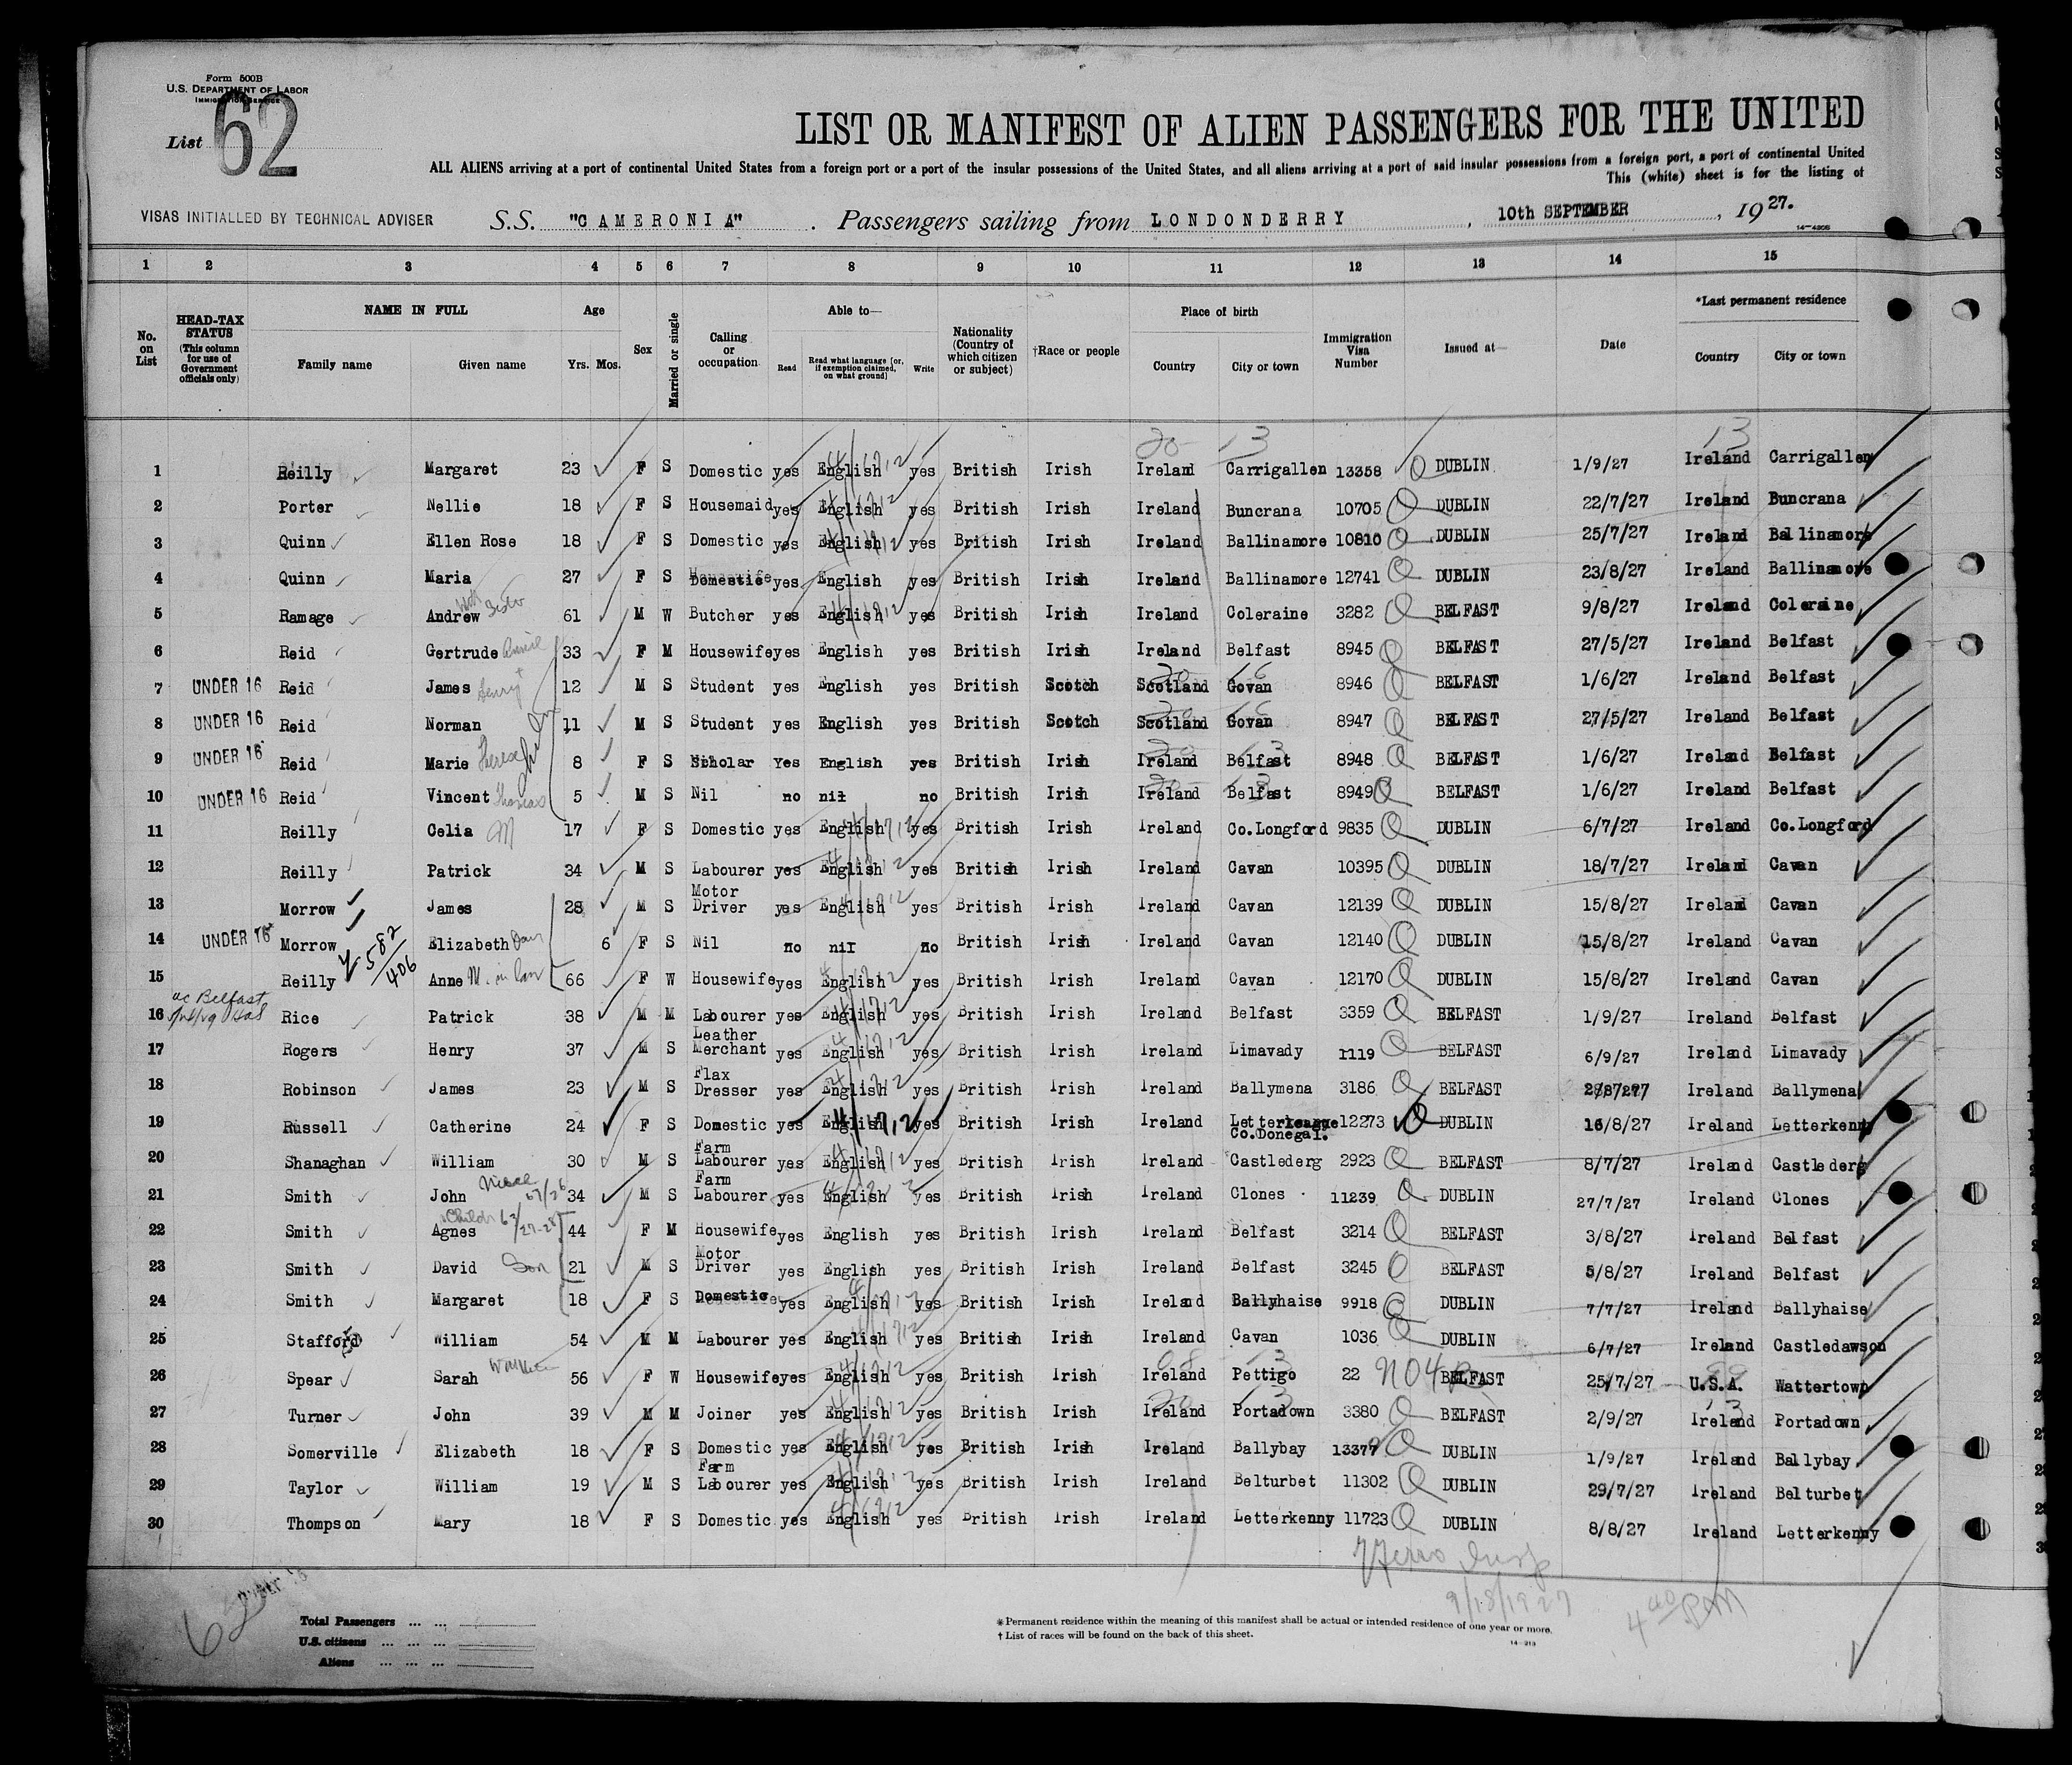 Form 500B
U.S. DEPARTMENT OF LABOR
IMMIGRATION SERVICE
List 62
LIST OR MANIFEST OF ALIEN PASSENGERS FOR THE UNITED
ALL ALIENS arriving at a port of continental United States from a foreign port or a port of the insular possessions of the United States, and all aliens arriving at a port of said insular possessions from a foreign port, a port of continental United
This (white) sheet is for the listing of
VISAS INITIALLED BY TECHNICAL ADVISER S.S. "CAMERONIA" . Passengers sailing from LONDONDERRY , 10th SEPTEMBER , 1927.
14—4206
1 2 3 4 5 6 7 8 9 10 11 12 13 14 15
No. on List HEAD-TAX STATUS (This column for use of Government officials only) NAME IN FULL Family name Given name Age Yrs. Mos. Sex Married or single Calling or occupation Able to— Read Read what language [or, if exemption claimed, on what ground] Write Nationality (Country of which citizen or subject) †Race or people Place of birth Country City or town Immigration Visa Number Issued at— Date *Last permanent residence Country City or town
20 13 13
1 Reilly Margaret 23 F S Domestic yes English yes British Irish Ireland Carrigallen 13358 DUBLIN 1/9/27 Ireland Carrigallen
2 Porter Nellie 18 F S Housemaid yes English yes British Irish Ireland Buncrana 10705 DUBLIN 22/7/27 Ireland Buncrana
3 Quinn Ellen Rose 18 F S Domestic yes English yes British Irish Ireland Ballinamore 10810 DUBLIN 25/7/27 Ireland Ballinamore
4 Quinn Maria 27 F S Domestic yes English yes British Irish Ireland Ballinamore 12741 DUBLIN 23/8/27 Ireland Ballinamore
5 Ramage Andrew 61 M W Butcher yes English yes British Irish Ireland Coleraine 3282 BELFAST 9/8/27 Ireland Coleraine
6 Reid Gertrude Annie 33 F M Housewife yes English yes British Irish Ireland Belfast 8945 BELFAST 27/5/27 Ireland Belfast
7 UNDER 16 Reid James Henry 12 M S Student yes English yes British Scotch Scotland Govan 8946 BELFAST 1/6/27 Ireland Belfast
8 UNDER 16 Reid Norman 11 M S Student yes English yes British Scotch Scotland Govan 8947 BELFAST 27/5/27 Ireland Belfast
9 UNDER 16 Reid Marie Theresa 8 F S Scholar Yes English yes British Irish Ireland Belfast 8948 BELFAST 1/6/27 Ireland Belfast
10 UNDER 16 Reid Vincent Thomas 5 M S Nil no nil no British Irish Ireland Belfast 8949 BELFAST 1/6/27 Ireland Belfast
11 Reilly Celia M 17 F S Domestic yes English yes British Irish Ireland Co.Longford 9835 DUBLIN 6/7/27 Ireland Co.Longford
12 Reilly Patrick 34 M S Labourer yes English yes British Irish Ireland Cavan 10395 DUBLIN 18/7/27 Ireland Cavan
13 Morrow James 28 M S Motor Driver yes English yes British Irish Ireland Cavan 12139 DUBLIN 15/8/27 Ireland Cavan
14 UNDER 16 Morrow Elizabeth 6 F S Nil no nil no British Irish Ireland Cavan 12140 DUBLIN 15/8/27 Ireland Cavan
582/406
15 Reilly Anne 66 F W Housewife yes English yes British Irish Ireland Cavan 12170 DUBLIN 15/8/27 Ireland Cavan
16 Rice Patrick 38 M M Labourer yes English yes British Irish Ireland Belfast 3359 BELFAST 1/9/27 Ireland Belfast
17 Rogers Henry 37 M S Leather Merchant yes English yes British Irish Ireland Limavady 1119 BELFAST 6/9/27 Ireland Limavady
18 Robinson James 23 M S Flax Dresser yes English yes British Irish Ireland Ballymena 3186 BELFAST Ireland Ballymena
19 Russell Catherine 24 F S Domestic yes English yes British Irish Ireland Co.Donegal. 12273 DUBLIN 16/8/27 Ireland Letterkenny
20 Shanaghan William 30 M S Farm Labourer yes English yes British Irish Ireland Castlederg 2923 BELFAST 8/7/27 Ireland Castlederg
21 Smith John 34 M S Farm Labourer yes English yes British Irish Ireland Clones 11239 DUBLIN 27/7/27 Ireland Clones
22 Smith Agnes 44 F M Housewife yes English yes British Irish Ireland Belfast 3214 BELFAST 3/8/27 Ireland Belfast
23 Smith David Son 21 M S Motor Driver yes English yes British Irish Ireland Belfast 3245 BELFAST 5/8/27 Ireland Belfast
24 Smith Margaret 18 F S Domestic yes English yes British Irish Ireland Ballyhaise 9918 DUBLIN 7/7/27 Ireland Ballyhaise
25 Stafford William 54 M M Labourer yes English yes British Irish Ireland Cavan 1036 DUBLIN 6/7/27 Ireland Castledawson
26 Spear Sarah 56 F W Housewife yes English yes British Irish Ireland Pettigo 22 BELFAST 25/7/27 U.S.A. Wattertown
27 Turner John 39 M M Joiner yes English yes British Irish Ireland Portadown 3380 BELFAST 2/9/27 Ireland Portadown
28 Somerville Elizabeth 18 F S Domestic yes English yes British Irish Ireland Ballybay 13377 DUBLIN 1/9/27 Ireland Ballybay
29 Taylor William 19 M S Farm Labourer yes English yes British Irish Ireland Belturbet 11302 DUBLIN 29/7/27 Ireland Belturbet
30 Thompson Mary 18 F S Domestic yes English yes British Irish Ireland Letterkenny 11723 DUBLIN 8/8/27 Ireland Letterkenny
9/18/1927
Total Passengers ... ...
U.S. citizens ... ... ...
Aliens ... ... ...
* Permanent residence within the meaning of this manifest shall be actual or intended residence of one year or more.
† List of races will be found on the back of this sheet.
14—213